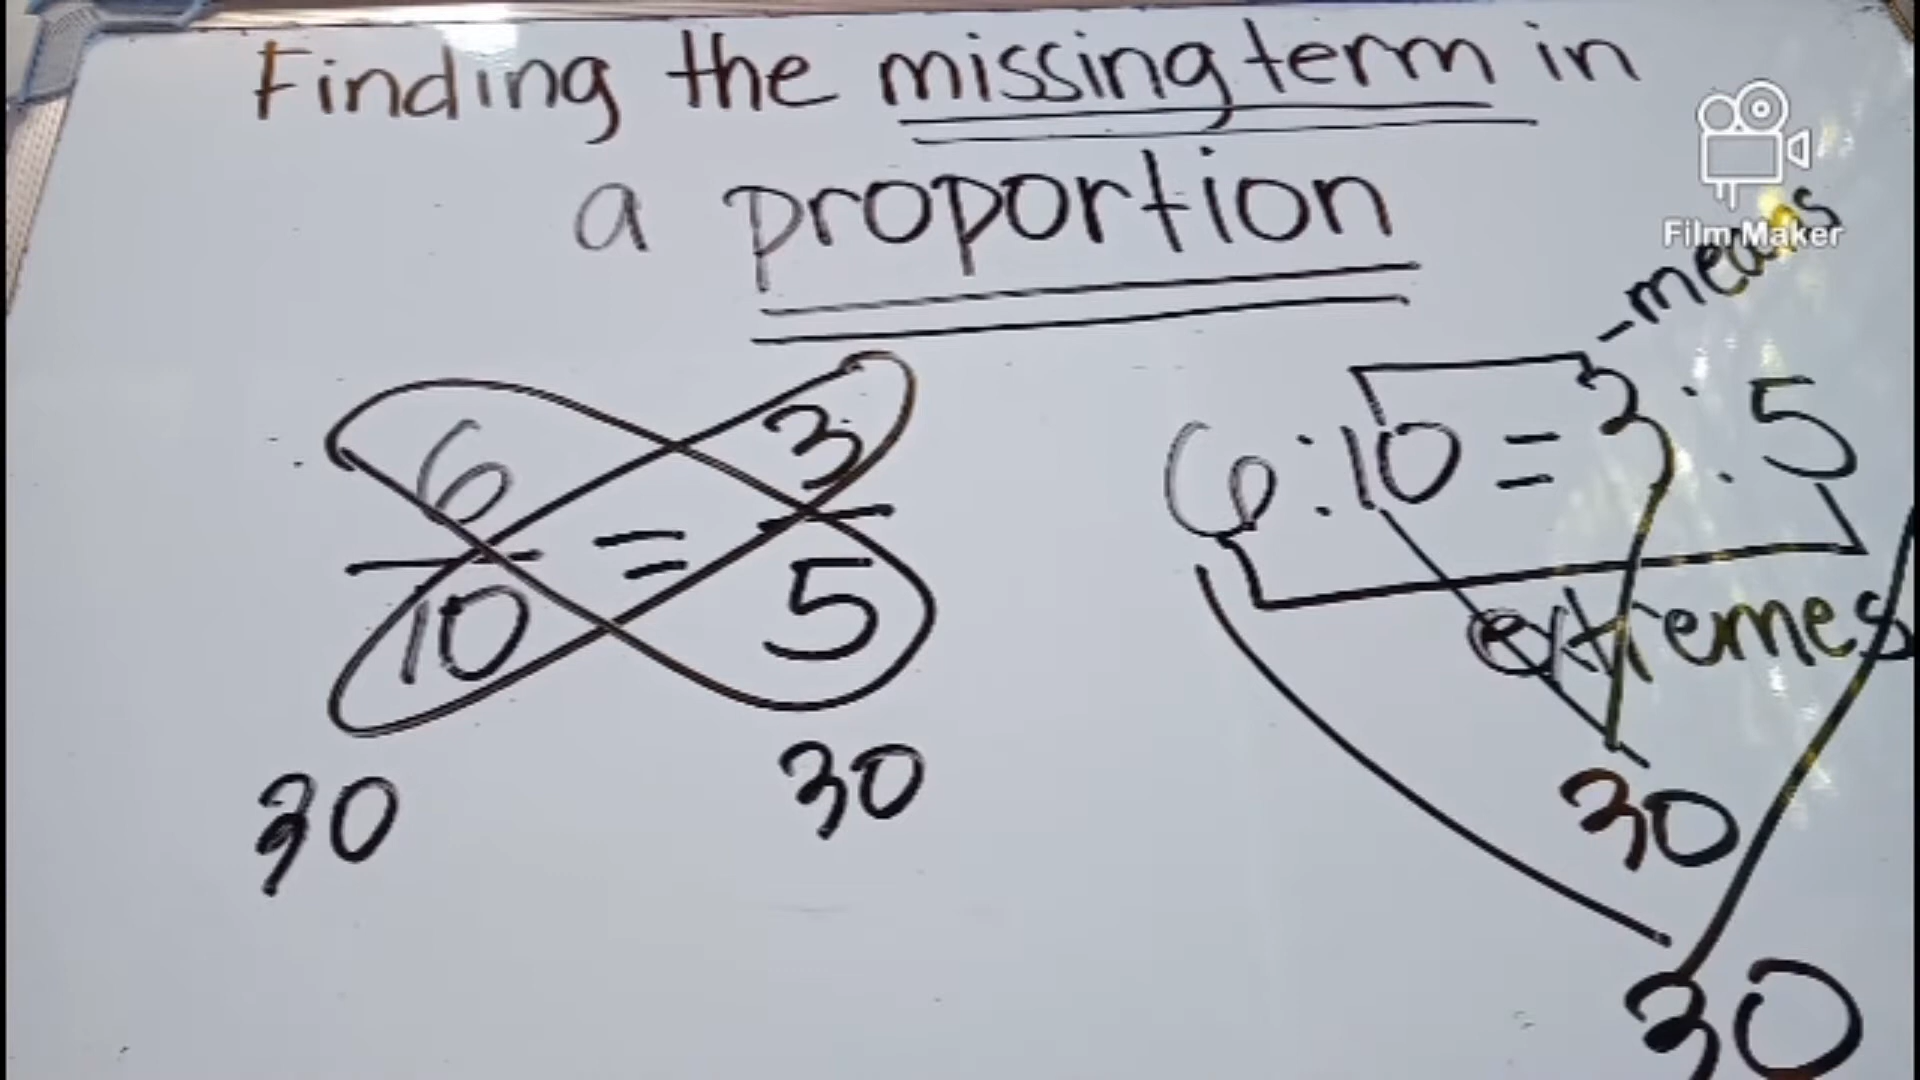 Finding the missing term in
a proportion
Film Maker
-means
6/10 = 3/5
6:10 = 3:5
extremes
30
30
30
30